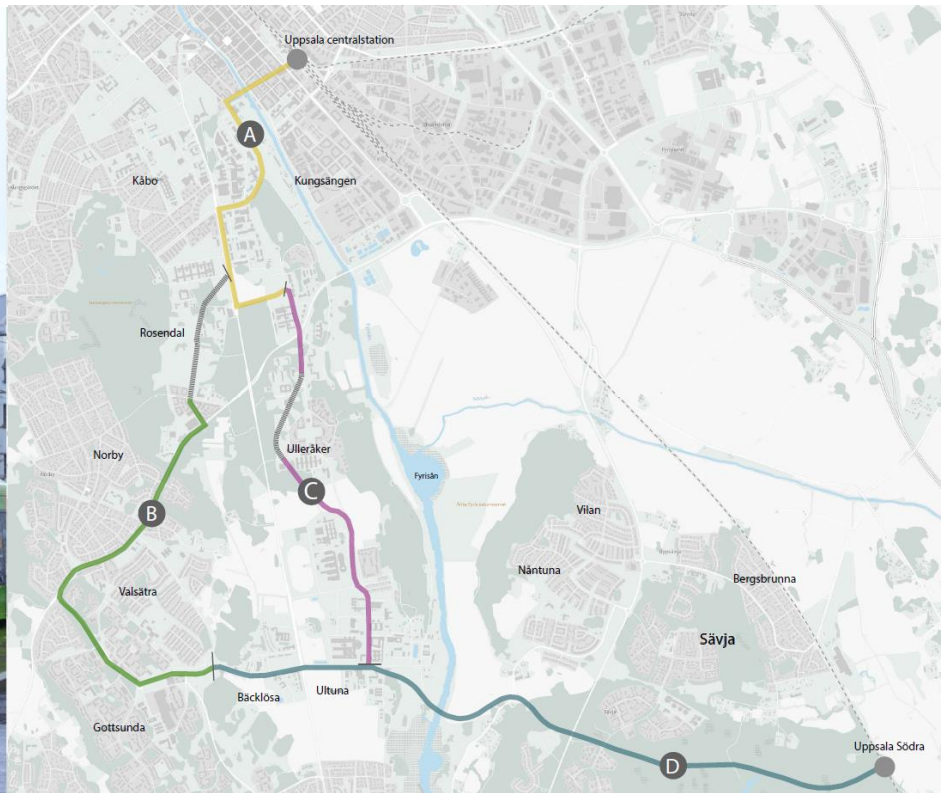 Uppsala centralstation
A
Kåbo
Kungsängen
Rosendal
Norby
Ulleråker
C
Fyrisån
B
Vilan
Nåntuna
Bergsbrunna
Valsätra
Sävja
Bäcklösa
Ultuna
Gottsunda
Uppsala Södra
D